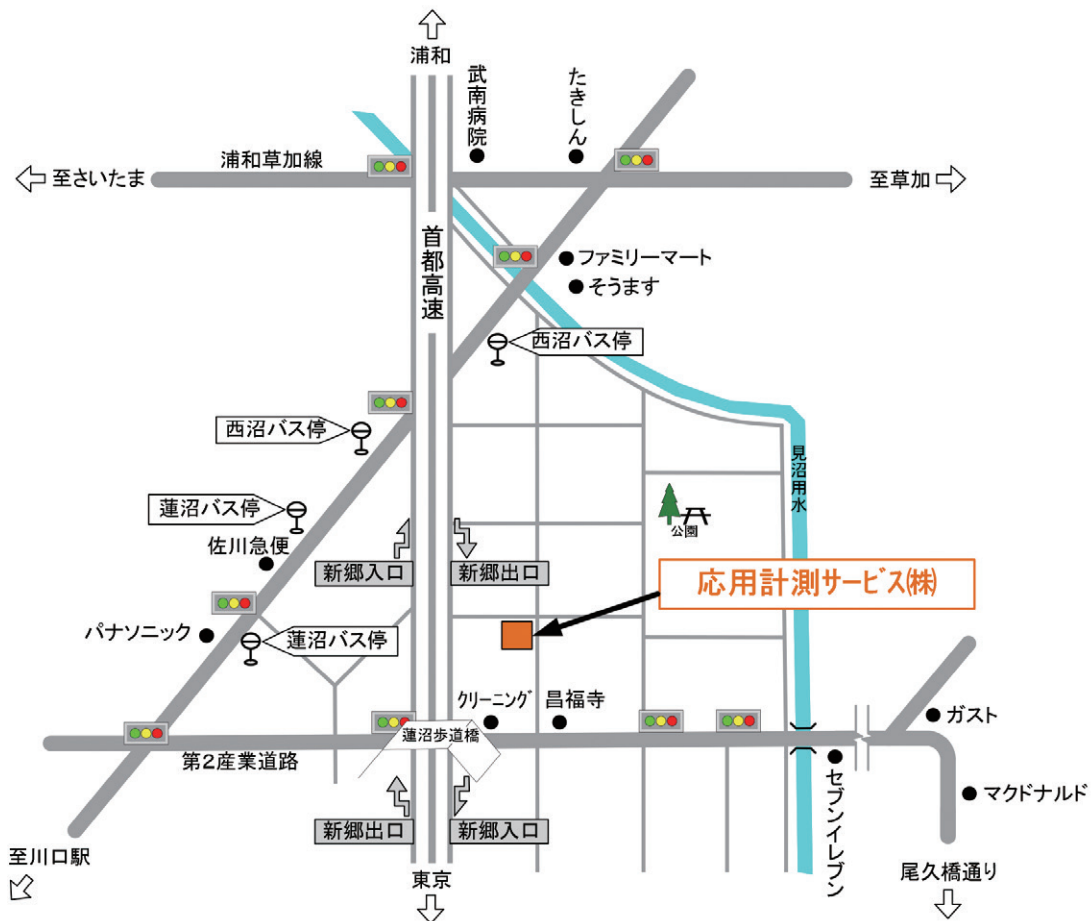 浦和
武南病院
たきしん
浦和草加線
至さいたま
至草加
首都高速
ファミリーマート
そうます
西沼バス停
西沼バス停
見沼用水
蓮沼バス停
公園
佐川急便
新郷入口
新郷出口
応用計測サービス㈱
パナソニック
蓮沼バス停
クリーニング
昌福寺
ガスト
蓮沼歩道橋
第2産業道路
セブンイレブン
マクドナルド
新郷出口
新郷入口
至川口駅
東京
尾久橋通り